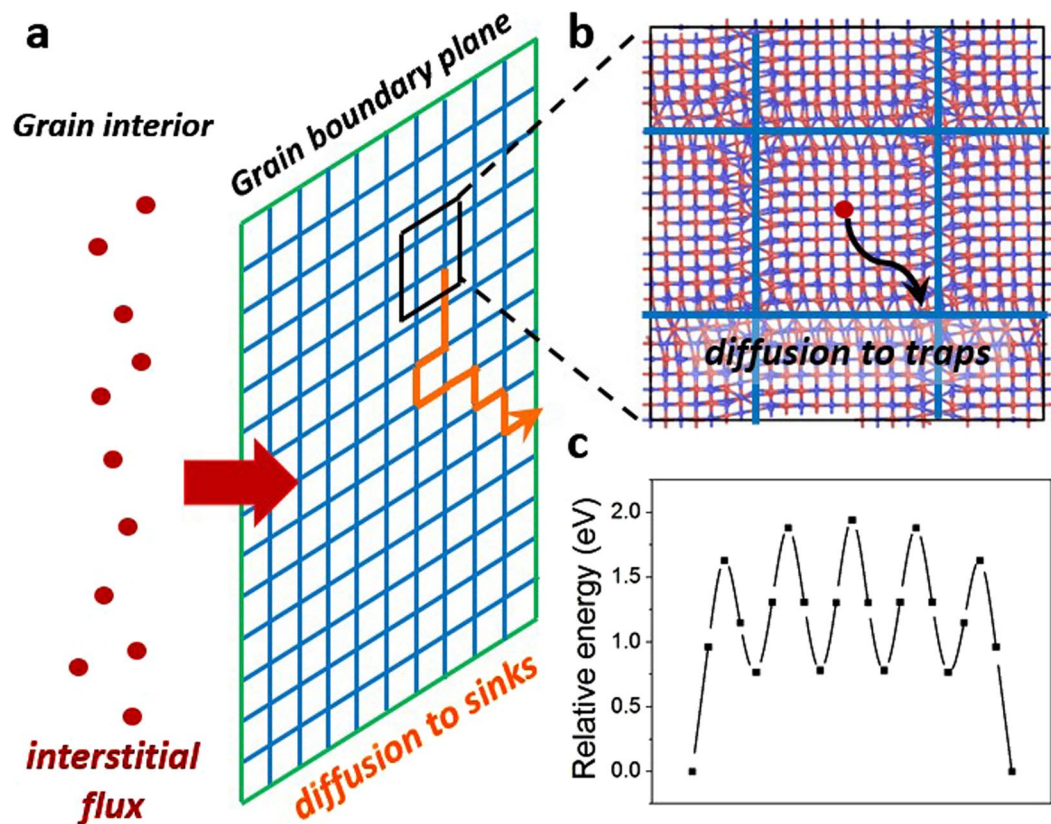 a
Grain interior
Grain boundary plane
interstitial
flux
diffusion to sinks
b
diffusion to traps
c
Relative energy (eV)
2.0
1.5
1.0
0.5
0.0